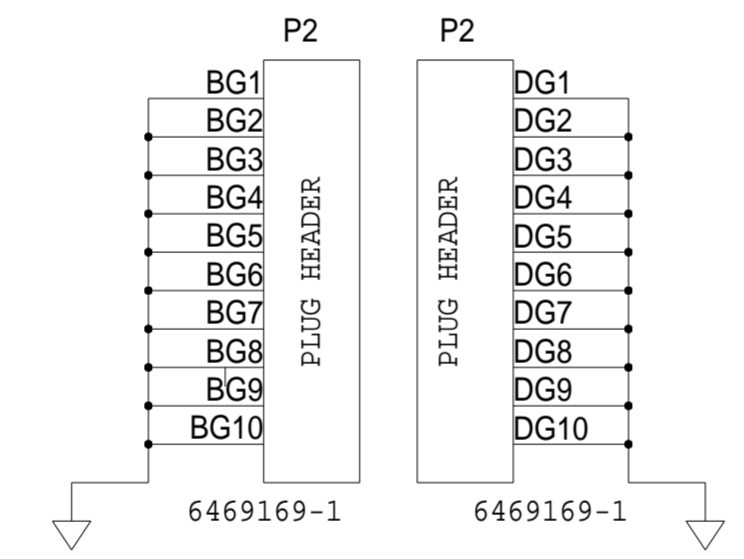 P2
BG1
BG2
BG3
BG4
BG5
BG6
BG7
BG8
BG9
BG10
PLUG HEADER
6469169-1
P2
DG1
DG2
DG3
DG4
DG5
DG6
DG7
DG8
DG9
DG10
PLUG HEADER
6469169-1